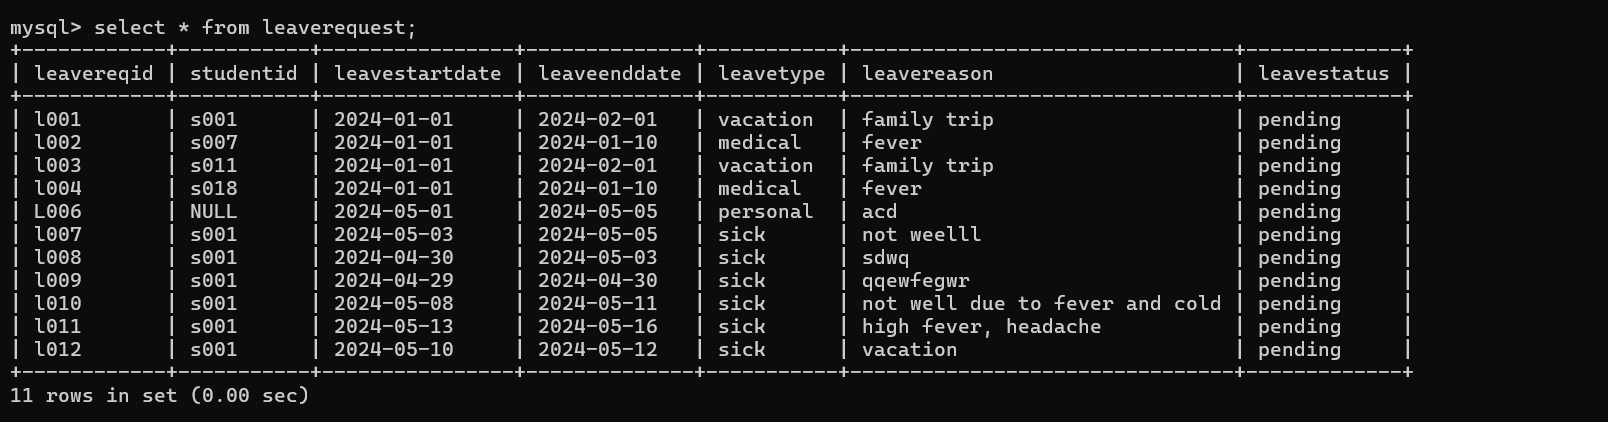 mysql> select * from leaverequest;
+------------+-----------+----------------+--------------+-----------+-------------------------------+-------------+
| leavereqid | studentid | leavestartdate | leaveenddate | leavetype | leavereason                   | leavestatus |
+------------+-----------+----------------+--------------+-----------+-------------------------------+-------------+
| l001       | s001      | 2024-01-01     | 2024-02-01   | vacation  | family trip                   | pending     |
| l002       | s007      | 2024-01-01     | 2024-01-10   | medical   | fever                         | pending     |
| l003       | s011      | 2024-01-01     | 2024-02-01   | vacation  | family trip                   | pending     |
| l004       | s018      | 2024-01-01     | 2024-01-10   | medical   | fever                         | pending     |
| L006       | NULL      | 2024-05-01     | 2024-05-05   | personal  | acd                           | pending     |
| l007       | s001      | 2024-05-03     | 2024-05-05   | sick      | not weelll                    | pending     |
| l008       | s001      | 2024-04-30     | 2024-05-03   | sick      | sdwq                          | pending     |
| l009       | s001      | 2024-04-29     | 2024-04-30   | sick      | qqewfegwr                     | pending     |
| l010       | s001      | 2024-05-08     | 2024-05-11   | sick      | not well due to fever and cold | pending     |
| l011       | s001      | 2024-05-13     | 2024-05-16   | sick      | high fever, headache          | pending     |
| l012       | s001      | 2024-05-10     | 2024-05-12   | sick      | vacation                      | pending     |
+------------+-----------+----------------+--------------+-----------+-------------------------------+-------------+
11 rows in set (0.00 sec)